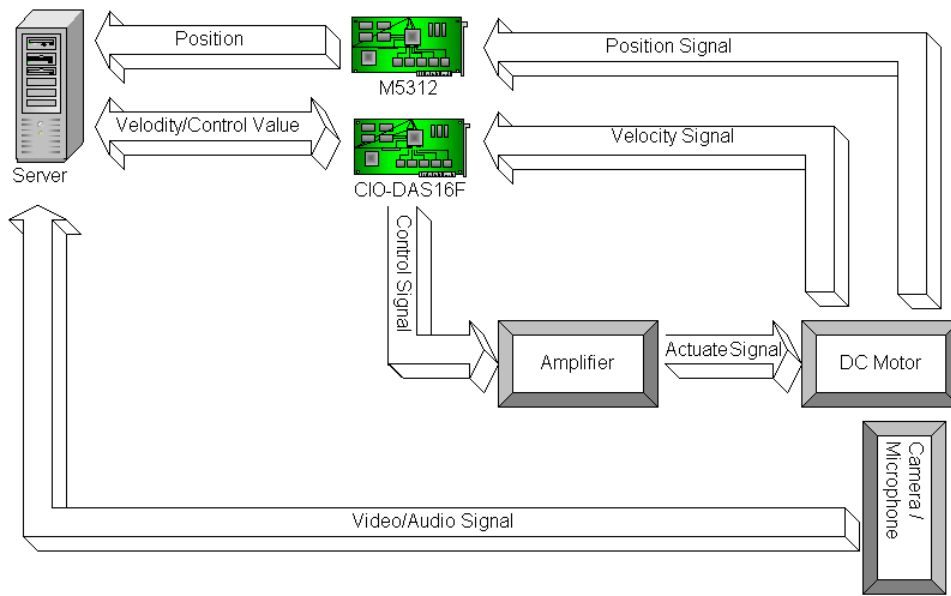 Position
Position Signal
M5312
Velodity/Control Value
Velocity Signal
Server
CIO-DAS16F
Control Signal
Amplifier
Actuate Signal
DC Motor
Camera /
Microphone
Video/Audio Signal